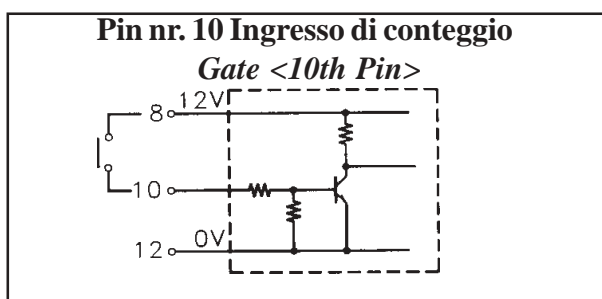 Pin nr. 10 Ingresso di conteggio
Gate <10th Pin>
8 12V
10
12 0V